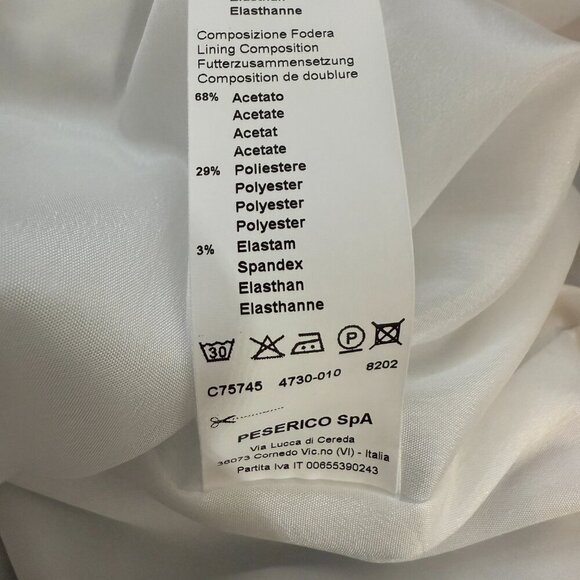 Elasthan
Elasthanne
Composizione Fodera
Lining Composition
Futterzusammensetzung
Composition de doublure
68% Acetato
Acetate
Acetat
Acetate
29% Poliestere
Polyester
Polyester
Polyester
3% Elastam
Spandex
Elasthan
Elasthanne
30 P
C75745 4730-010 8202
PESERICO SpA
Via Lucca di Cereda
36073 Cornedo Vic.no (VI) - Italia
Partita Iva IT 00655390243